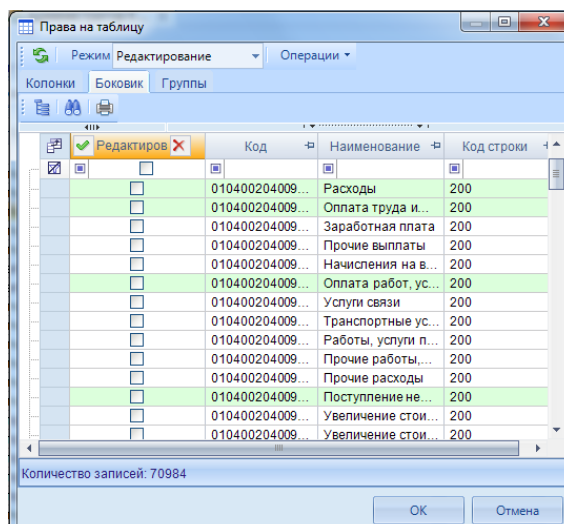 Права на таблицу
Режим Редактирование Операции
Колонки Боковик Группы
Редактиров Код Наименование Код строки
010400204009... Расходы 200
010400204009... Оплата труда и... 200
010400204009... Заработная плата 200
010400204009... Прочие выплаты 200
010400204009... Начисления на в... 200
010400204009... Оплата работ, ус... 200
010400204009... Услуги связи 200
010400204009... Транспортные ус... 200
010400204009... Работы, услуги п... 200
010400204009... Прочие работы,... 200
010400204009... Прочие расходы 200
010400204009... Поступление не... 200
010400204009... Увеличение стои... 200
010400204009... Увеличение стои... 200
Количество записей: 70984
ОК Отмена